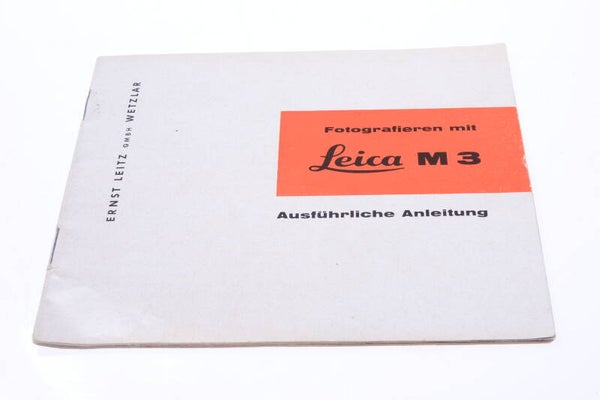 ERNST LEITZ GMBH WETZLAR
Fotografieren mit
Leica M3
Ausführliche Anleitung